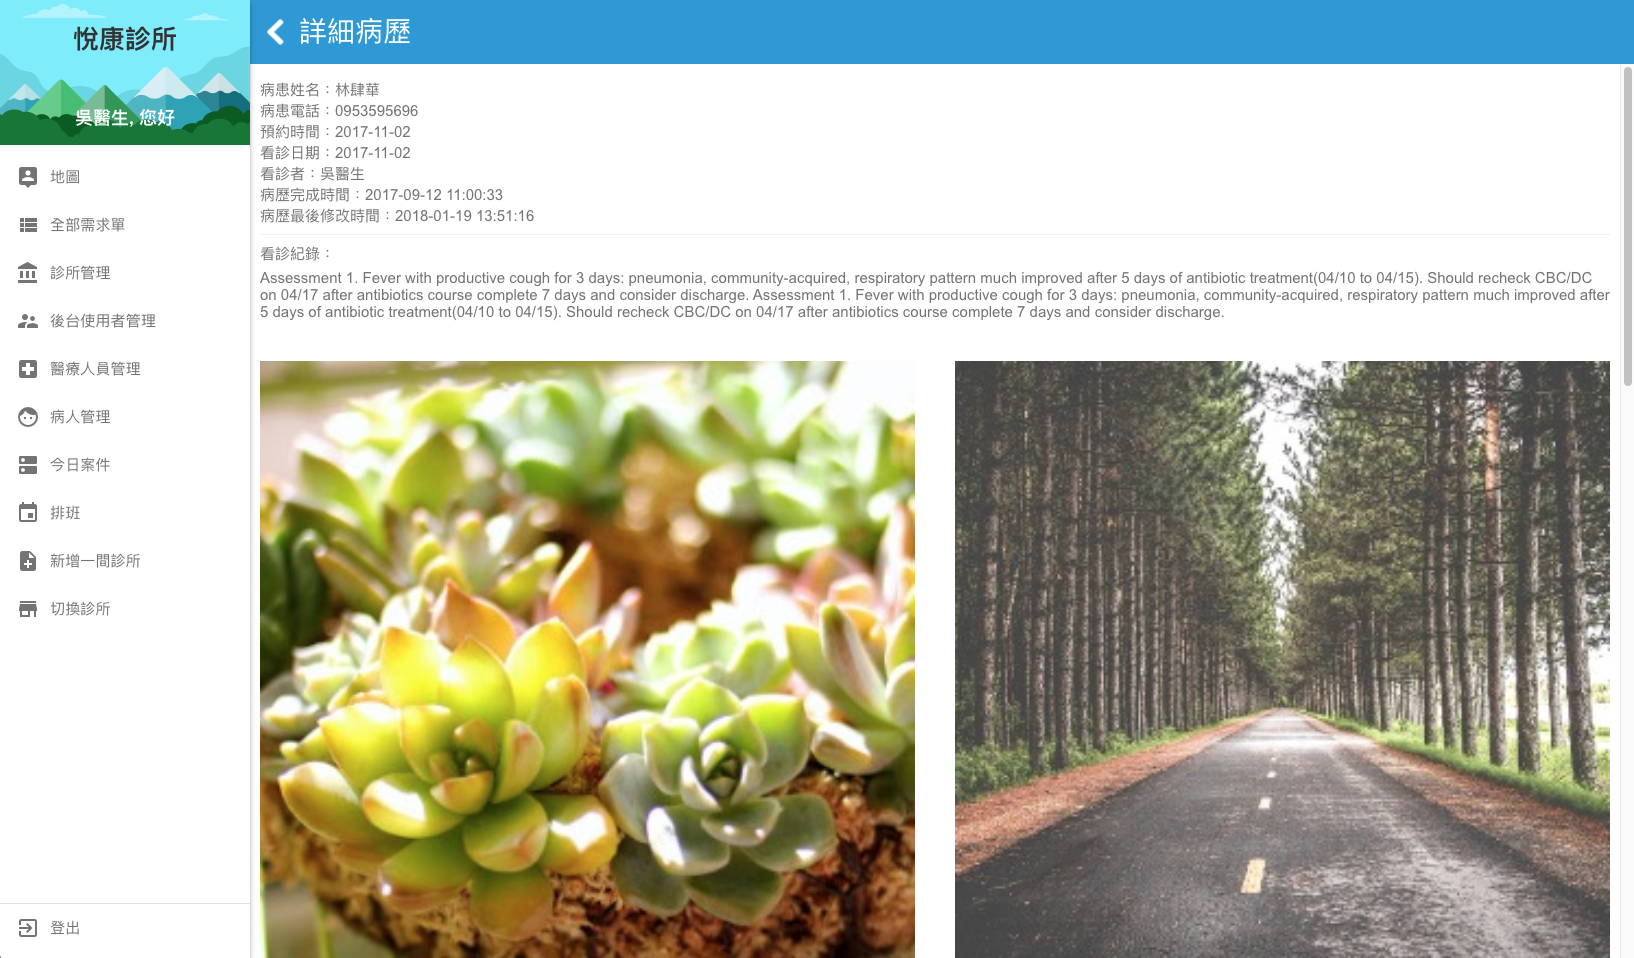 悅康診所
吳醫生, 您好
地圖
全部需求單
診所管理
後台使用者管理
醫療人員管理
病人管理
今日案件
排班
新增一間診所
切換診所
登出
詳細病歷
病患姓名：林肆華
病患電話：0953595696
預約時間：2017-11-02
看診日期：2017-11-02
看診者：吳醫生
病歷完成時間：2017-09-12 11:00:33
病歷最後修改時間：2018-01-19 13:51:16
看診紀錄：
Assessment 1. Fever with productive cough for 3 days: pneumonia, community-acquired, respiratory pattern much improved after 5 days of antibiotic treatment(04/10 to 04/15). Should recheck CBC/DC
on 04/17 after antibiotics course complete 7 days and consider discharge. Assessment 1. Fever with productive cough for 3 days: pneumonia, community-acquired, respiratory pattern much improved after
5 days of antibiotic treatment(04/10 to 04/15). Should recheck CBC/DC on 04/17 after antibiotics course complete 7 days and consider discharge.